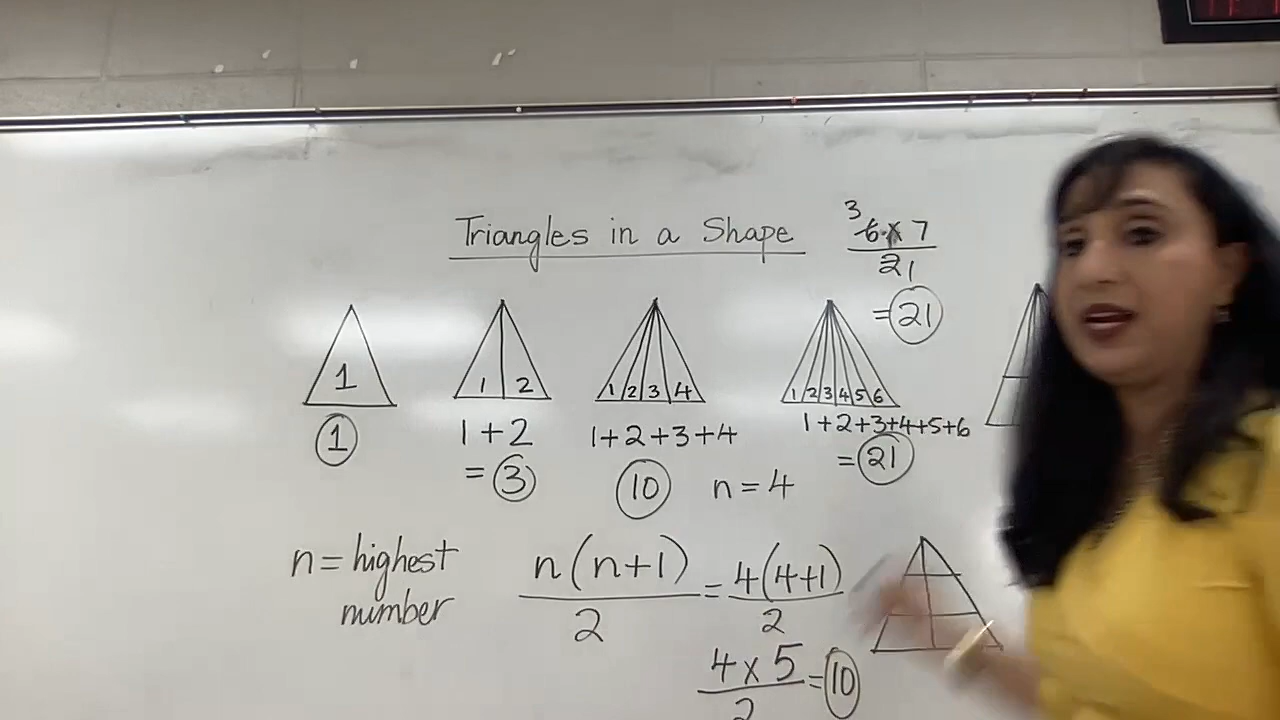 Triangles in a Shape
3
6 x 7
21
= 21
1
1 2
1 2 3 4
1 2 3 4 5 6
1
1+2
= 3
1+2+3+4
10
n = 4
1+2+3+4+5+6
= 21
n = highest
number
n(n+1)
2
= 4(4+1)
2
4 x 5
2
= 10